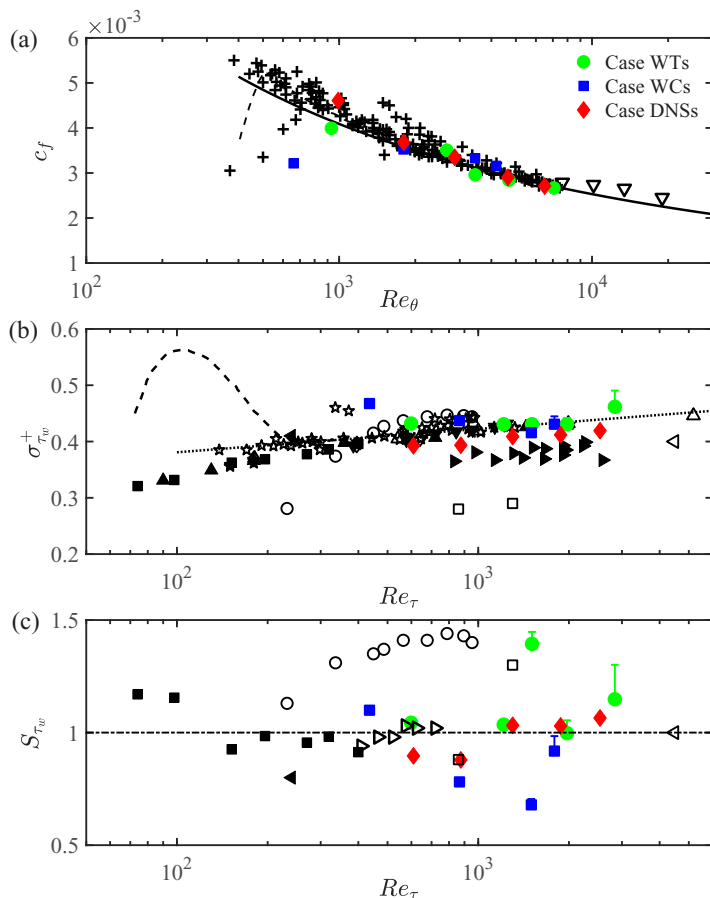 (a)
×10⁻³
6
5
4
3
2
1
c_f
Case WTs
Case WCs
Case DNSs
10²
10³
10⁴
Re_θ
(b)
0.6
0.5
0.4
0.3
0.2
σ⁺_τ_w
10²
10³
Re_τ
(c)
1.5
1
0.5
S_τ_w
10²
10³
Re_τ